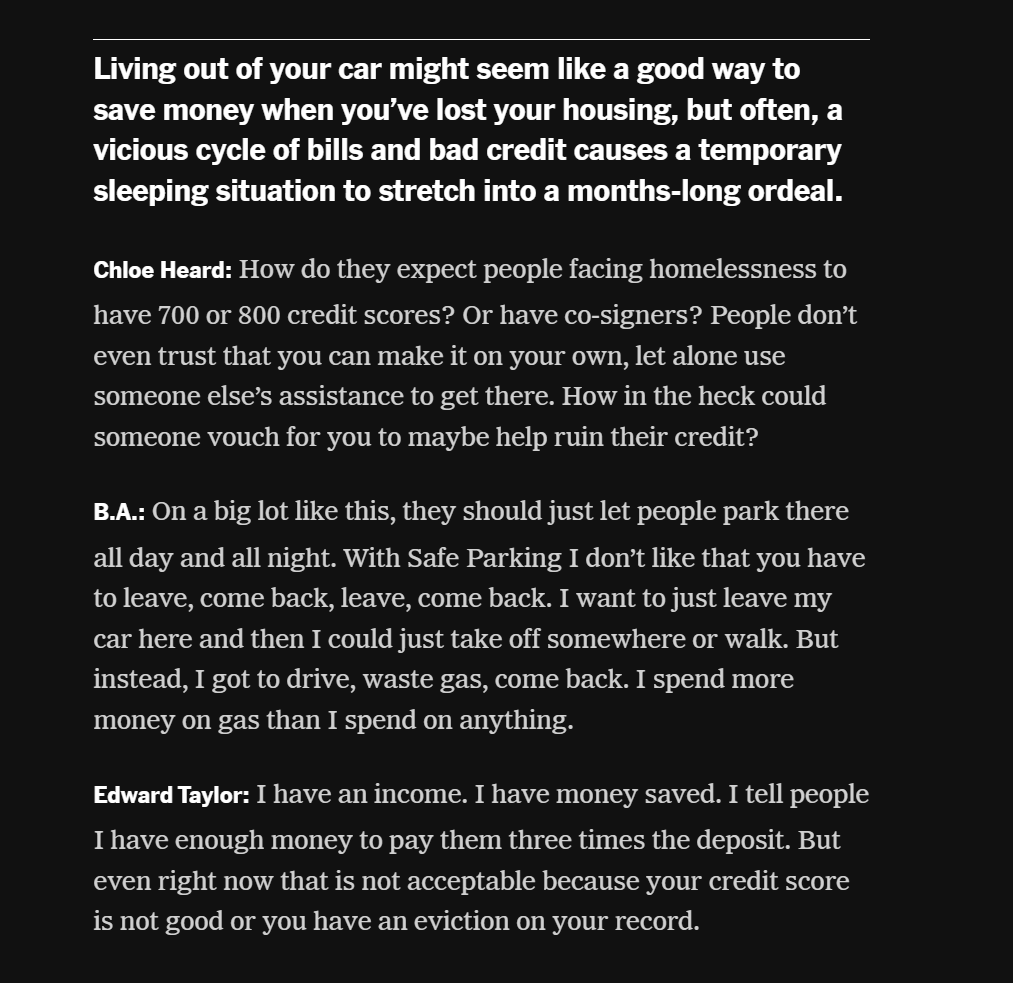 Living out of your car might seem like a good way to
save money when you’ve lost your housing, but often, a
vicious cycle of bills and bad credit causes a temporary
sleeping situation to stretch into a months-long ordeal.
Chloe Heard: How do they expect people facing homelessness to
have 700 or 800 credit scores? Or have co-signers? People don’t
even trust that you can make it on your own, let alone use
someone else’s assistance to get there. How in the heck could
someone vouch for you to maybe help ruin their credit?
B.A.: On a big lot like this, they should just let people park there
all day and all night. With Safe Parking I don’t like that you have
to leave, come back, leave, come back. I want to just leave my
car here and then I could just take off somewhere or walk. But
instead, I got to drive, waste gas, come back. I spend more
money on gas than I spend on anything.
Edward Taylor: I have an income. I have money saved. I tell people
I have enough money to pay them three times the deposit. But
even right now that is not acceptable because your credit score
is not good or you have an eviction on your record.